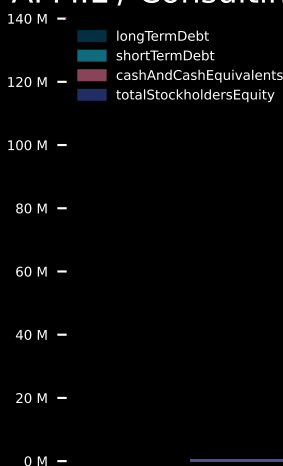 140 M
longTermDebt
shortTermDebt
120 M
cashAndCashEquivalents
totalStockholdersEquity
100 M
80 M
60 M
40 M
20 M
0 M